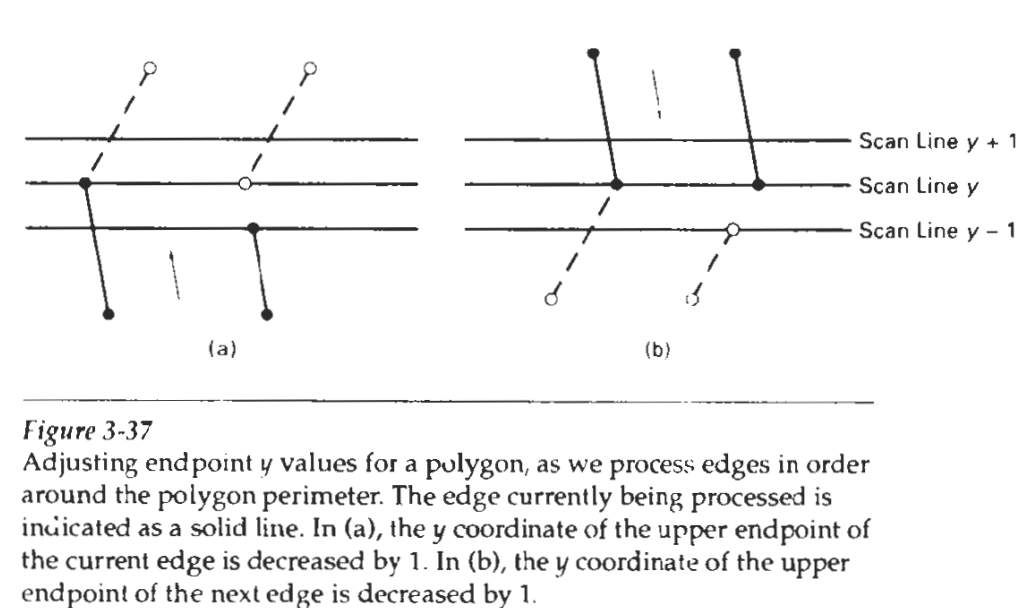 Scan Line y + 1
Scan Line y
Scan Line y − 1
(a)
(b)
Figure 3-37
Adjusting endpoint y values for a polygon, as we process edges in order
around the polygon perimeter. The edge currently being processed is
indicated as a solid line. In (a), the y coordinate of the upper endpoint of
the current edge is decreased by 1. In (b), the y coordinate of the upper
endpoint of the next edge is decreased by 1.